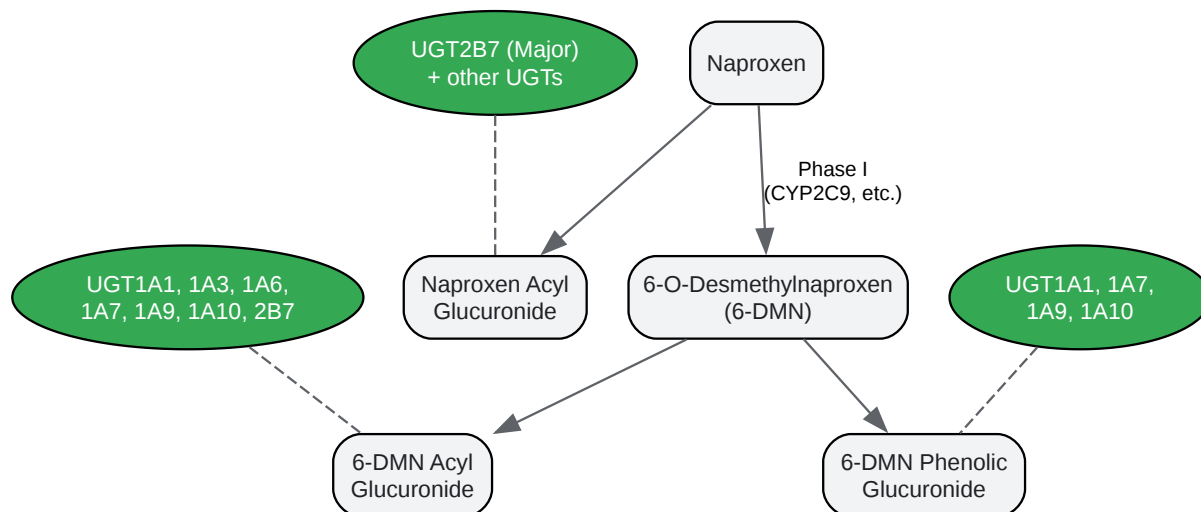 UGT2B7 (Major)
+ other UGTs
Naproxen
Phase I
(CYP2C9, etc.)
UGT1A1, 1A3, 1A6,
1A7, 1A9, 1A10, 2B7
Naproxen Acyl
Glucuronide
6-O-Desmethylnaproxen
(6-DMN)
UGT1A1, 1A7,
1A9, 1A10
6-DMN Acyl
Glucuronide
6-DMN Phenolic
Glucuronide